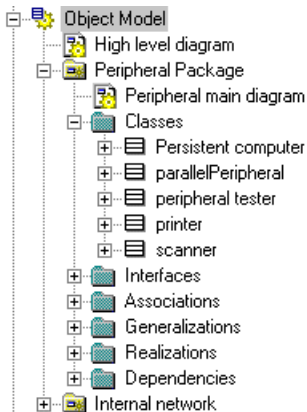 Object Model
High level diagram
Peripheral Package
Peripheral main diagram
Classes
Persistent computer
parallelPeripheral
peripheral tester
printer
scanner
Interfaces
Associations
Generalizations
Realizations
Dependencies
Internal network